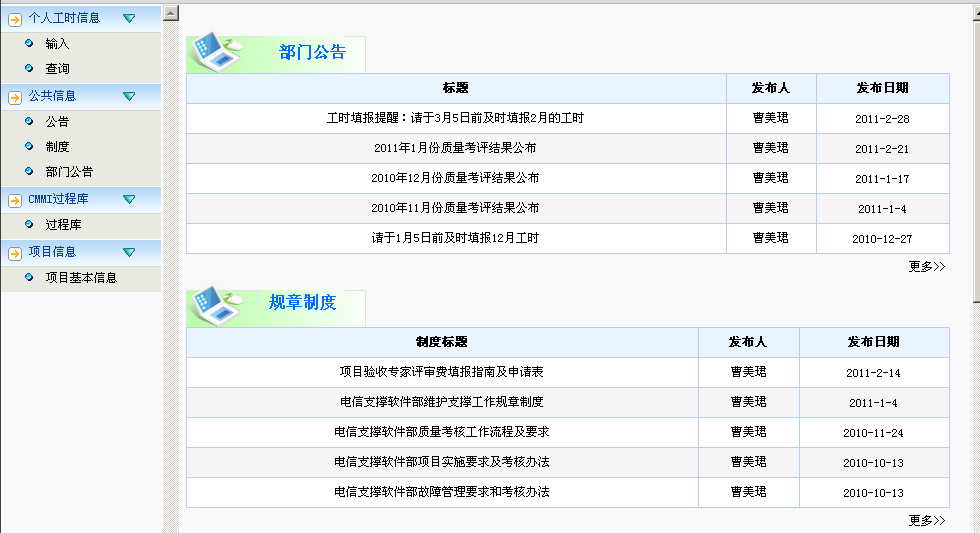 个人工时信息
输入
查询
公共信息
公告
制度
部门公告
CMMI过程库
过程库
项目信息
项目基本信息
部门公告
标题 发布人 发布日期
工时填报提醒：请于3月5日前及时填报2月的工时 曹美珺 2011-2-28
2011年1月份质量考评结果公布 曹美珺 2011-2-21
2010年12月份质量考评结果公布 曹美珺 2011-1-17
2010年11月份质量考评结果公布 曹美珺 2011-1-4
请于1月5日前及时填报12月工时 曹美珺 2010-12-27
更多>>
规章制度
制度标题 发布人 发布日期
项目验收专家评审费填报指南及申请表 曹美珺 2011-2-14
电信支撑软件部维护支撑工作规章制度 曹美珺 2011-1-4
电信支撑软件部质量考核工作流程及要求 曹美珺 2010-11-24
电信支撑软件部项目实施要求及考核办法 曹美珺 2010-10-13
电信支撑软件部故障管理要求和考核办法 曹美珺 2010-10-13
更多>>